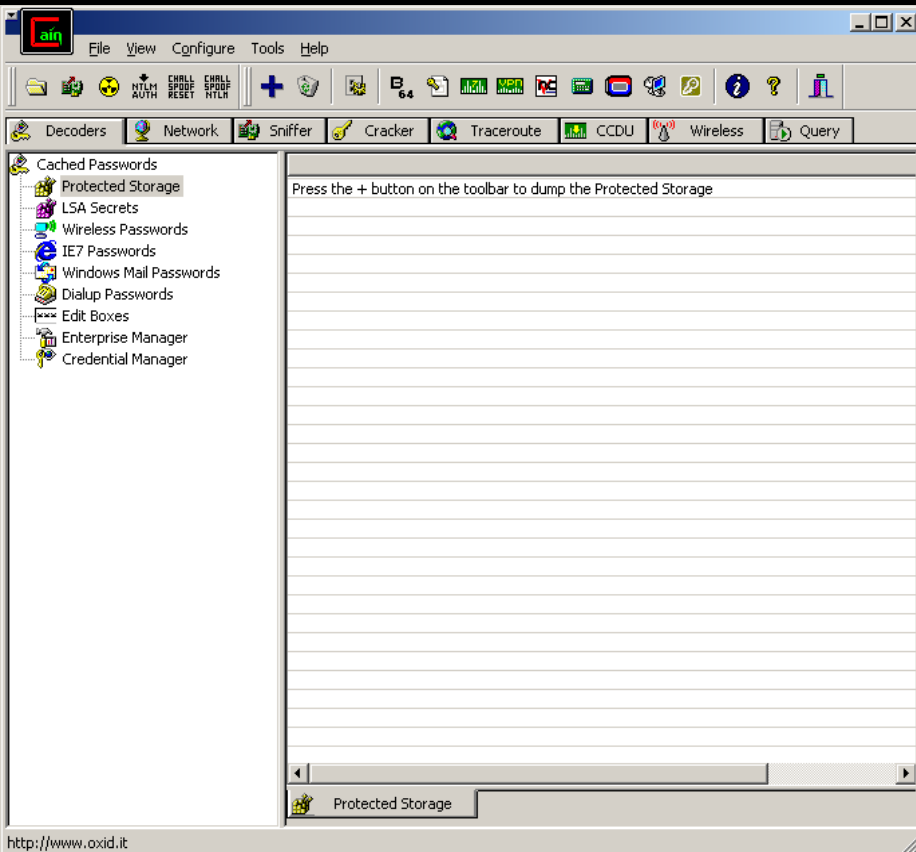 Cain
File View Configure Tools Help
NTLM AUTH CHALL SPOOF RESET CHALL SPOOF NTLM B64
Decoders Network Sniffer Cracker Traceroute CCDU Wireless Query
Cached Passwords
Protected Storage
LSA Secrets
Wireless Passwords
IE7 Passwords
Windows Mail Passwords
Dialup Passwords
Edit Boxes
Enterprise Manager
Credential Manager
Press the + button on the toolbar to dump the Protected Storage
Protected Storage
http://www.oxid.it